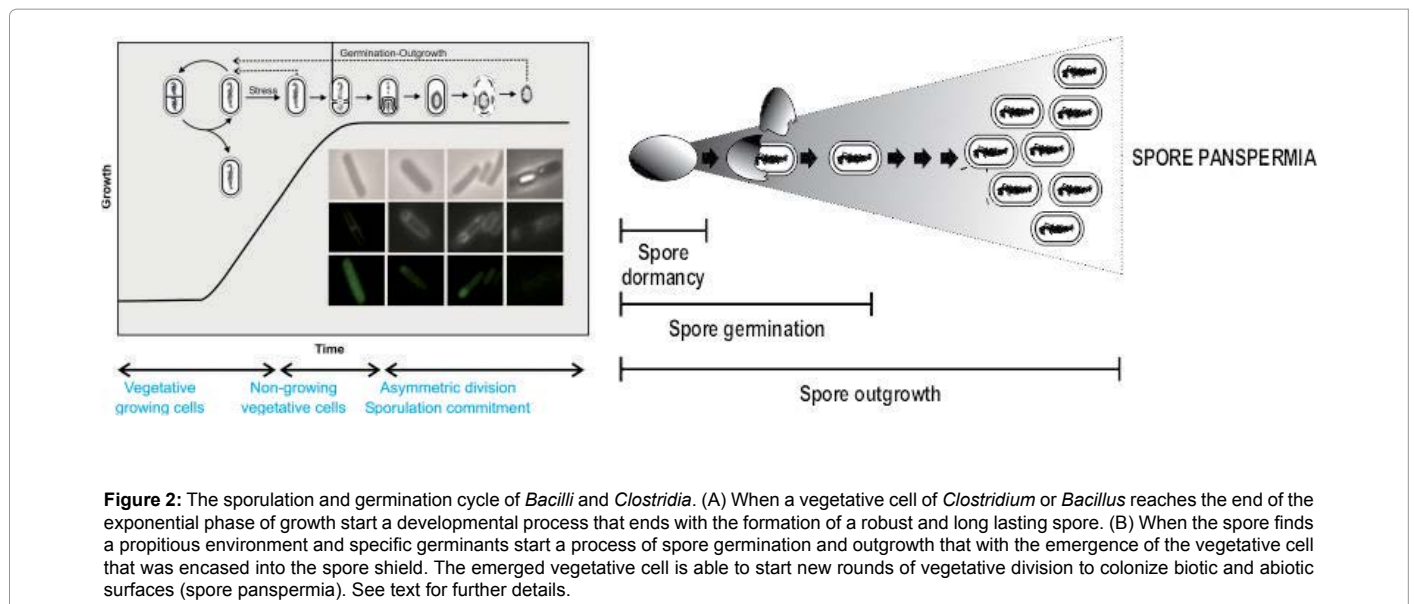 Germination-Outgrowth
Stress
Growth
Time
Vegetative
growing cells
Non-growing
vegetative cells
Asymmetric division
Sporulation commitment
SPORE PANSPERMIA
Spore
dormancy
Spore germination
Spore outgrowth
Figure 2: The sporulation and germination cycle of Bacilli and Clostridia. (A) When a vegetative cell of Clostridium or Bacillus reaches the end of the
exponential phase of growth start a developmental process that ends with the formation of a robust and long lasting spore. (B) When the spore finds
a propitious environment and specific germinants start a process of spore germination and outgrowth that with the emergence of the vegetative cell
that was encased into the spore shield. The emerged vegetative cell is able to start new rounds of vegetative division to colonize biotic and abiotic
surfaces (spore panspermia). See text for further details.